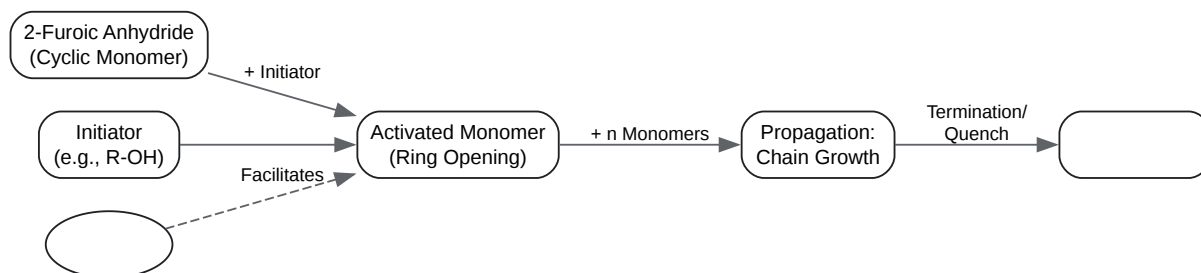 2-Furoic Anhydride
(Cyclic Monomer)
+ Initiator
Initiator
(e.g., R-OH)
Facilitates
Activated Monomer
(Ring Opening)
+ n Monomers
Propagation:
Chain Growth
Termination/
Quench